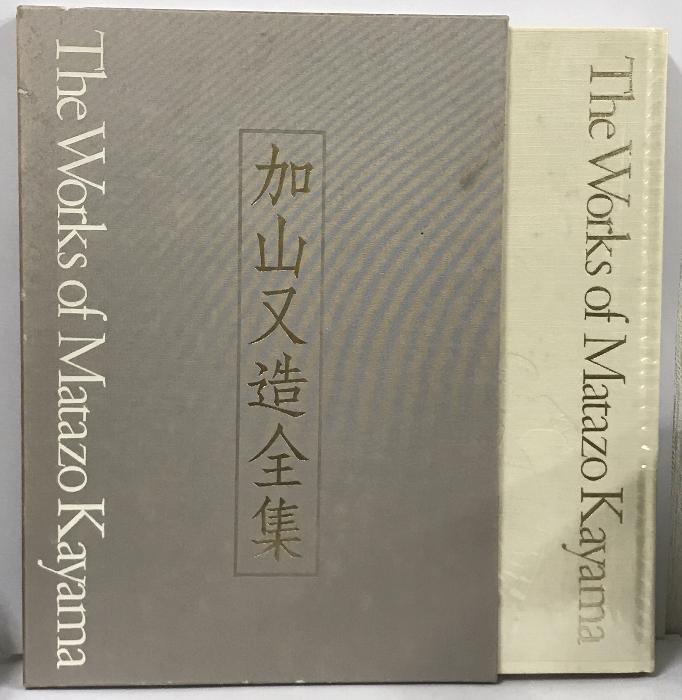 The Works of Matazo Kayama
加山又造全集
The Works of Matazo Kayama